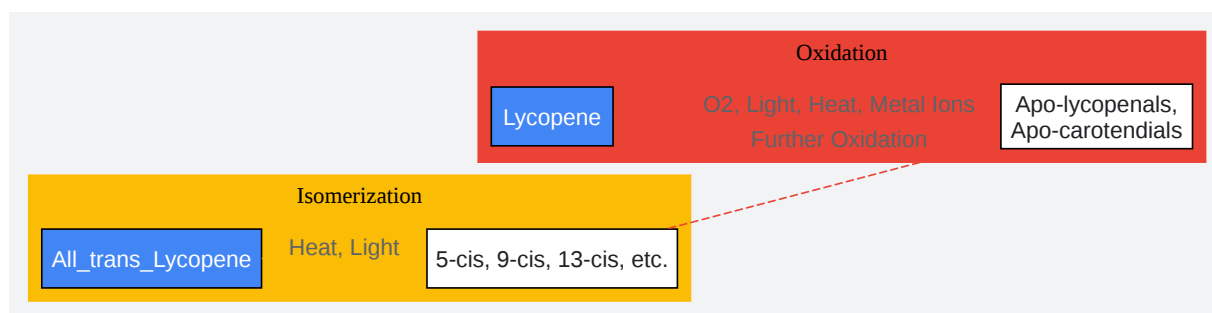 Oxidation
Lycopene
O2, Light, Heat, Metal Ions
Further Oxidation
Apo-lycopenals,
Apo-carotendials
Isomerization
All_trans_Lycopene
Heat, Light
5-cis, 9-cis, 13-cis, etc.